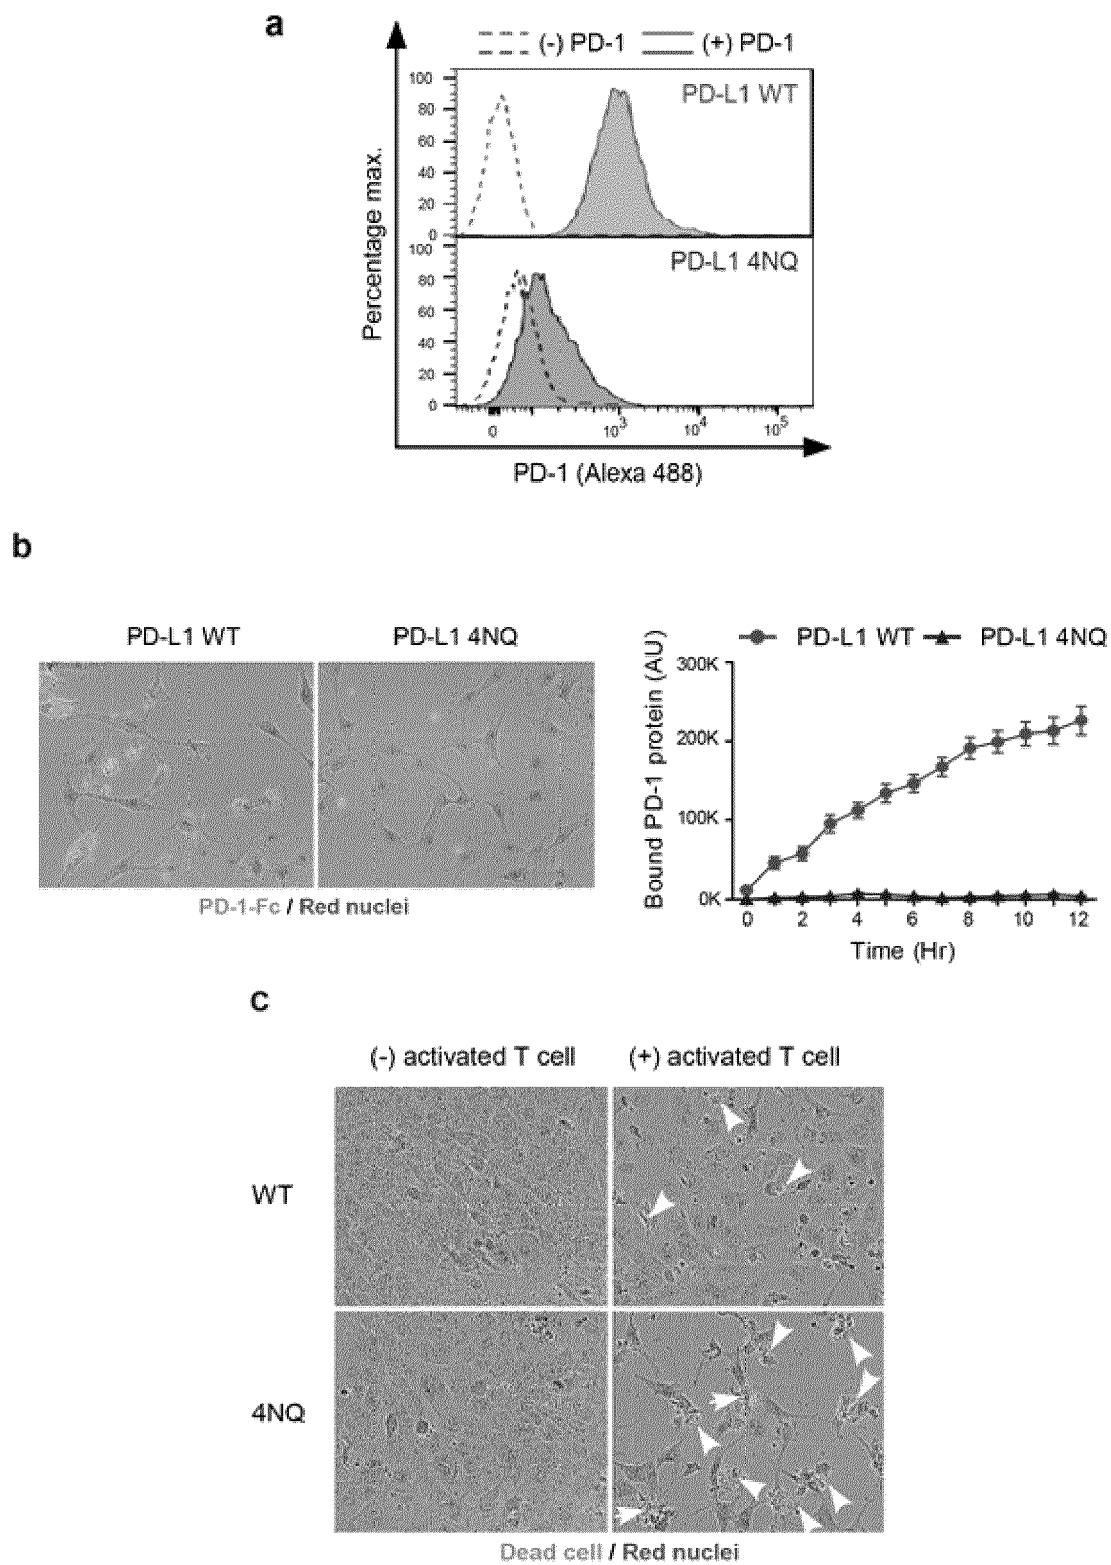 a
(-) PD-1 (+) PD-1
PD-L1 WT
100
80
60
40
20
0
PD-L1 4NQ
100
80
60
40
20
0
Percentage max.
0 10³ 10⁴ 10⁵
PD-1 (Alexa 488)
b
PD-L1 WT PD-L1 4NQ
PD-1-Fc / Red nuclei
PD-L1 WT PD-L1 4NQ
Bound PD-1 protein (AU)
300K
200K
100K
0K
0 2 4 6 8 10 12
Time (Hr)
c
(-) activated T cell (+) activated T cell
WT
4NQ
Dead cell / Red nuclei